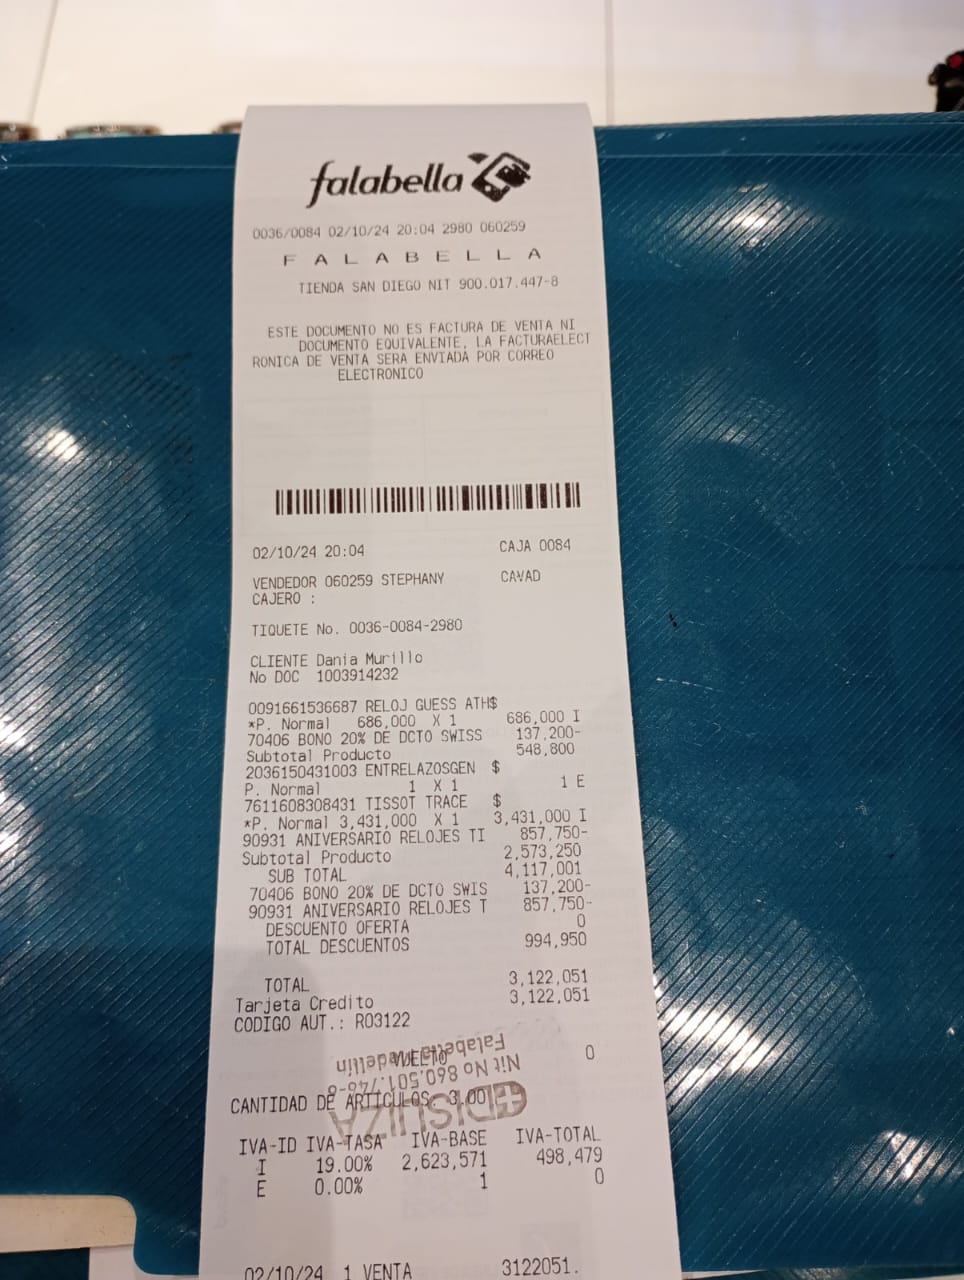 falabella
0036/0084 02/10/24 20:04 2980 060259
F A L A B E L L A
TIENDA SAN DIEGO NIT 900.017.447-8
ESTE DOCUMENTO NO ES FACTURA DE VENTA NI
DOCUMENTO EQUIVALENTE, LA FACTURAELECT
RONICA DE VENTA SERA ENVIADA POR CORREO
ELECTRONICO
02/10/24 20:04 CAJA 0084
VENDEDOR 060259 STEPHANY CAVAD
CAJERO :
TIQUETE No. 0036-0084-2980
CLIENTE Dania Murillo
No DOC 1003914232
0091661536687 RELOJ GUESS ATH$
*P. Normal 686,000 X 1 686,000 I
70406 BONO 20% DE DCTO SWISS 137,200-
Subtotal Producto 548,800
2036150431003 ENTRELAZOSGEN $
P. Normal 1 X 1 1 E
7611608308431 TISSOT TRACE $
*P. Normal 3,431,000 X 1 3,431,000 I
90931 ANIVERSARIO RELOJES TI 857,750-
Subtotal Producto 2,573,250
SUB TOTAL 4,117,001
70406 BONO 20% DE DCTO SWIS 137,200-
90931 ANIVERSARIO RELOJES T 857,750-
DESCUENTO OFERTA 0
TOTAL DESCUENTOS 994,950
TOTAL 3,122,051
Tarjeta Credito 3,122,051
CODIGO AUT.: R03122
VUELTO 0
CANTIDAD DE ARTICULOS: 3.00
EDISUIZA
Nit No 860.501.748-8
Falabella Medellín
IVA-ID IVA-TASA IVA-BASE IVA-TOTAL
I 19.00% 2,623,571 498,479
E 0.00% 1 0
02/10/24 1 VENTA 3122051.